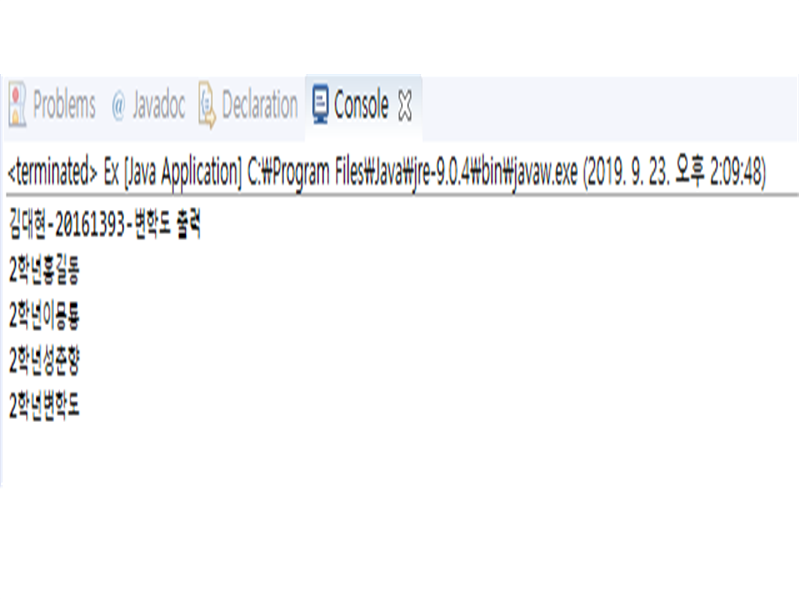 Problems @ Javadoc Declaration Console
<terminated> Ex [Java Application] C:₩Program Files₩Java₩jre-9.0.4₩bin₩javaw.exe (2019. 9. 23. 오후 2:09:48)
김대현-20161393-변학도 출력
2학년홍길동
2학년이몽룡
2학년성춘향
2학년변학도